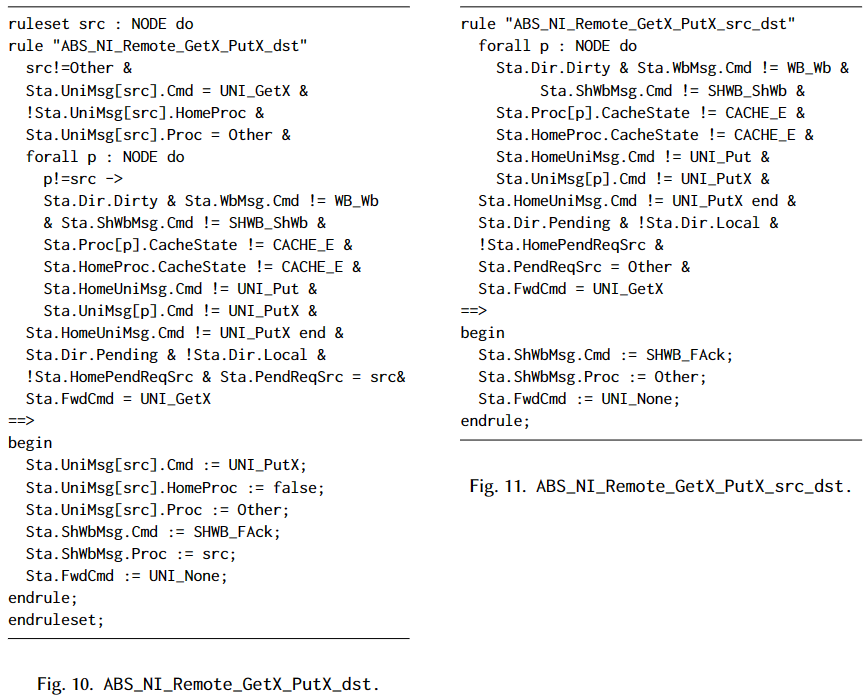 ruleset src : NODE do
rule "ABS_NI_Remote_GetX_PutX_dst"
src!=Other &
Sta.UniMsg[src].Cmd = UNI_GetX &
!Sta.UniMsg[src].HomeProc &
Sta.UniMsg[src].Proc = Other &
forall p : NODE do
p!=src ->
Sta.Dir.Dirty & Sta.WbMsg.Cmd != WB_Wb
& Sta.ShWbMsg.Cmd != SHWB_ShWb &
Sta.Proc[p].CacheState != CACHE_E &
Sta.HomeProc.CacheState != CACHE_E &
Sta.HomeUniMsg.Cmd != UNI_Put &
Sta.UniMsg[p].Cmd != UNI_PutX &
Sta.HomeUniMsg.Cmd != UNI_PutX end &
Sta.Dir.Pending & !Sta.Dir.Local &
!Sta.HomePendReqSrc & Sta.PendReqSrc = src&
Sta.FwdCmd = UNI_GetX
==>
begin
Sta.UniMsg[src].Cmd := UNI_PutX;
Sta.UniMsg[src].HomeProc := false;
Sta.UniMsg[src].Proc := Other;
Sta.ShWbMsg.Cmd := SHWB_FAck;
Sta.ShWbMsg.Proc := src;
Sta.FwdCmd := UNI_None;
endrule;
endruleset;
Fig. 10. ABS_NI_Remote_GetX_PutX_dst.
rule "ABS_NI_Remote_GetX_PutX_src_dst"
forall p : NODE do
Sta.Dir.Dirty & Sta.WbMsg.Cmd != WB_Wb &
Sta.ShWbMsg.Cmd != SHWB_ShWb &
Sta.Proc[p].CacheState != CACHE_E &
Sta.HomeProc.CacheState != CACHE_E &
Sta.HomeUniMsg.Cmd != UNI_Put &
Sta.UniMsg[p].Cmd != UNI_PutX &
Sta.HomeUniMsg.Cmd != UNI_PutX end &
Sta.Dir.Pending & !Sta.Dir.Local &
!Sta.HomePendReqSrc &
Sta.PendReqSrc = Other &
Sta.FwdCmd = UNI_GetX
==>
begin
Sta.ShWbMsg.Cmd := SHWB_FAck;
Sta.ShWbMsg.Proc := Other;
Sta.FwdCmd := UNI_None;
endrule;
Fig. 11. ABS_NI_Remote_GetX_PutX_src_dst.